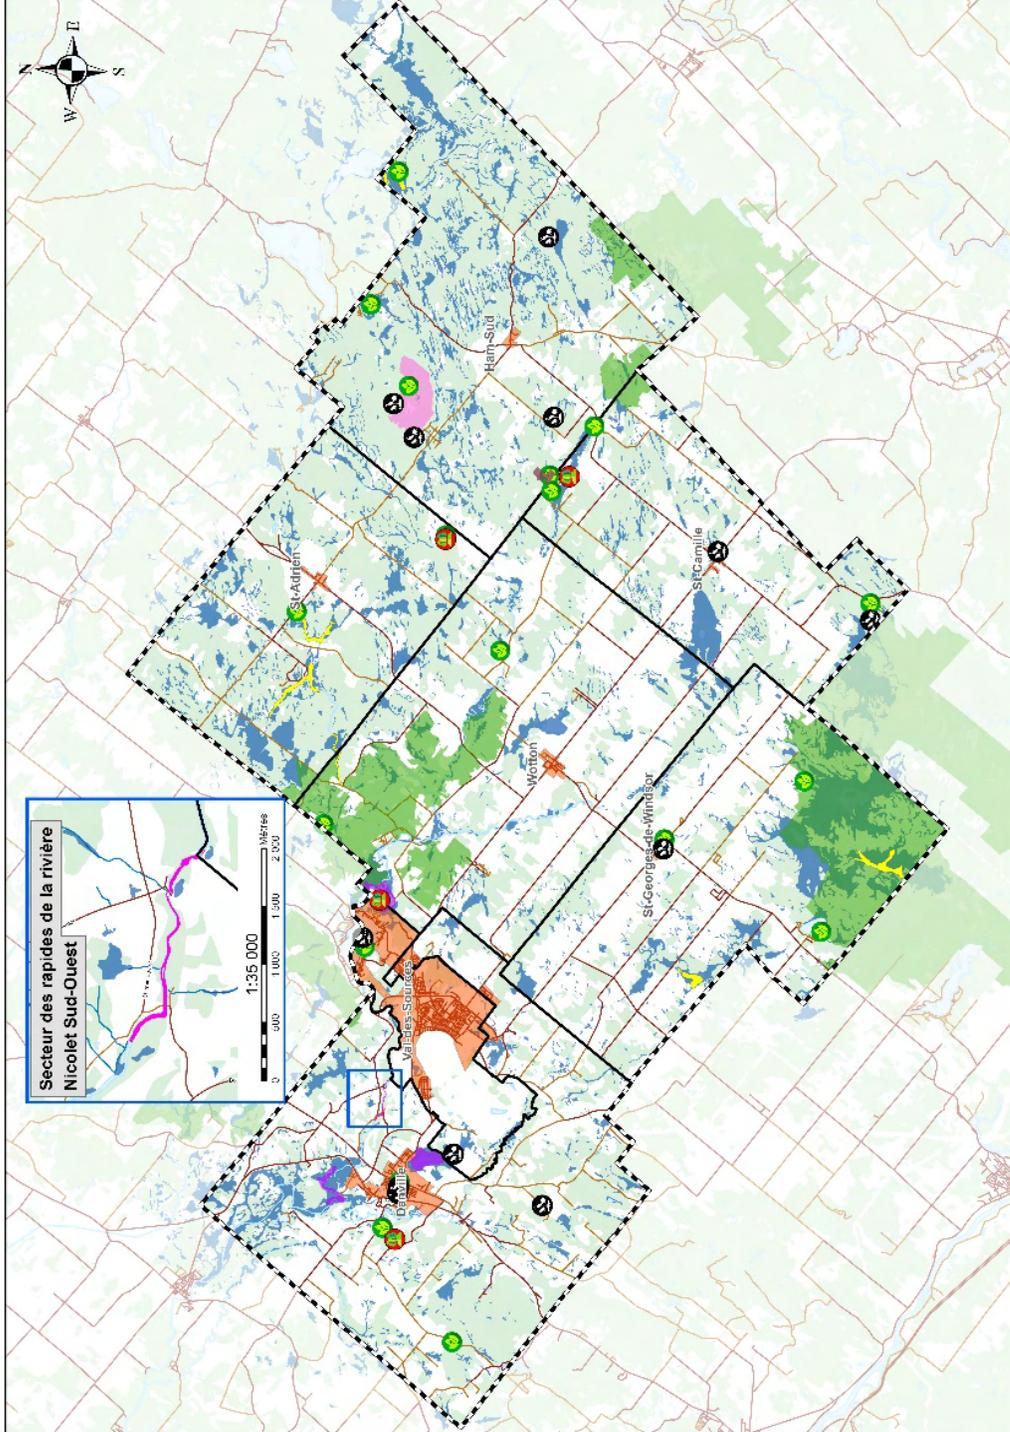 N
E
S
W
Secteur des rapides de la rivière
Nicolet Sud-Ouest
1:35 000
0
500
1 000
1 500
2 000
Mètres
Ham-Sud
St-Adrien
St-Camille
Wotton
St-Georges-de-Windsor
Val-des-Sources
Danville